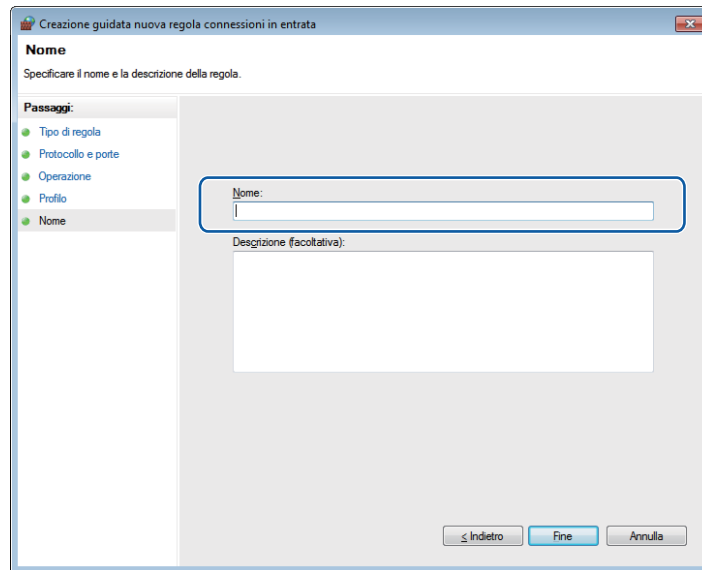 Creazione guidata nuova regola connessioni in entrata
Nome
Specificare il nome e la descrizione della regola.
Passaggi:
Tipo di regola
Protocollo e porte
Operazione
Profilo
Nome
Nome:
Descrizione (facoltativa):
< Indietro
Fine
Annulla